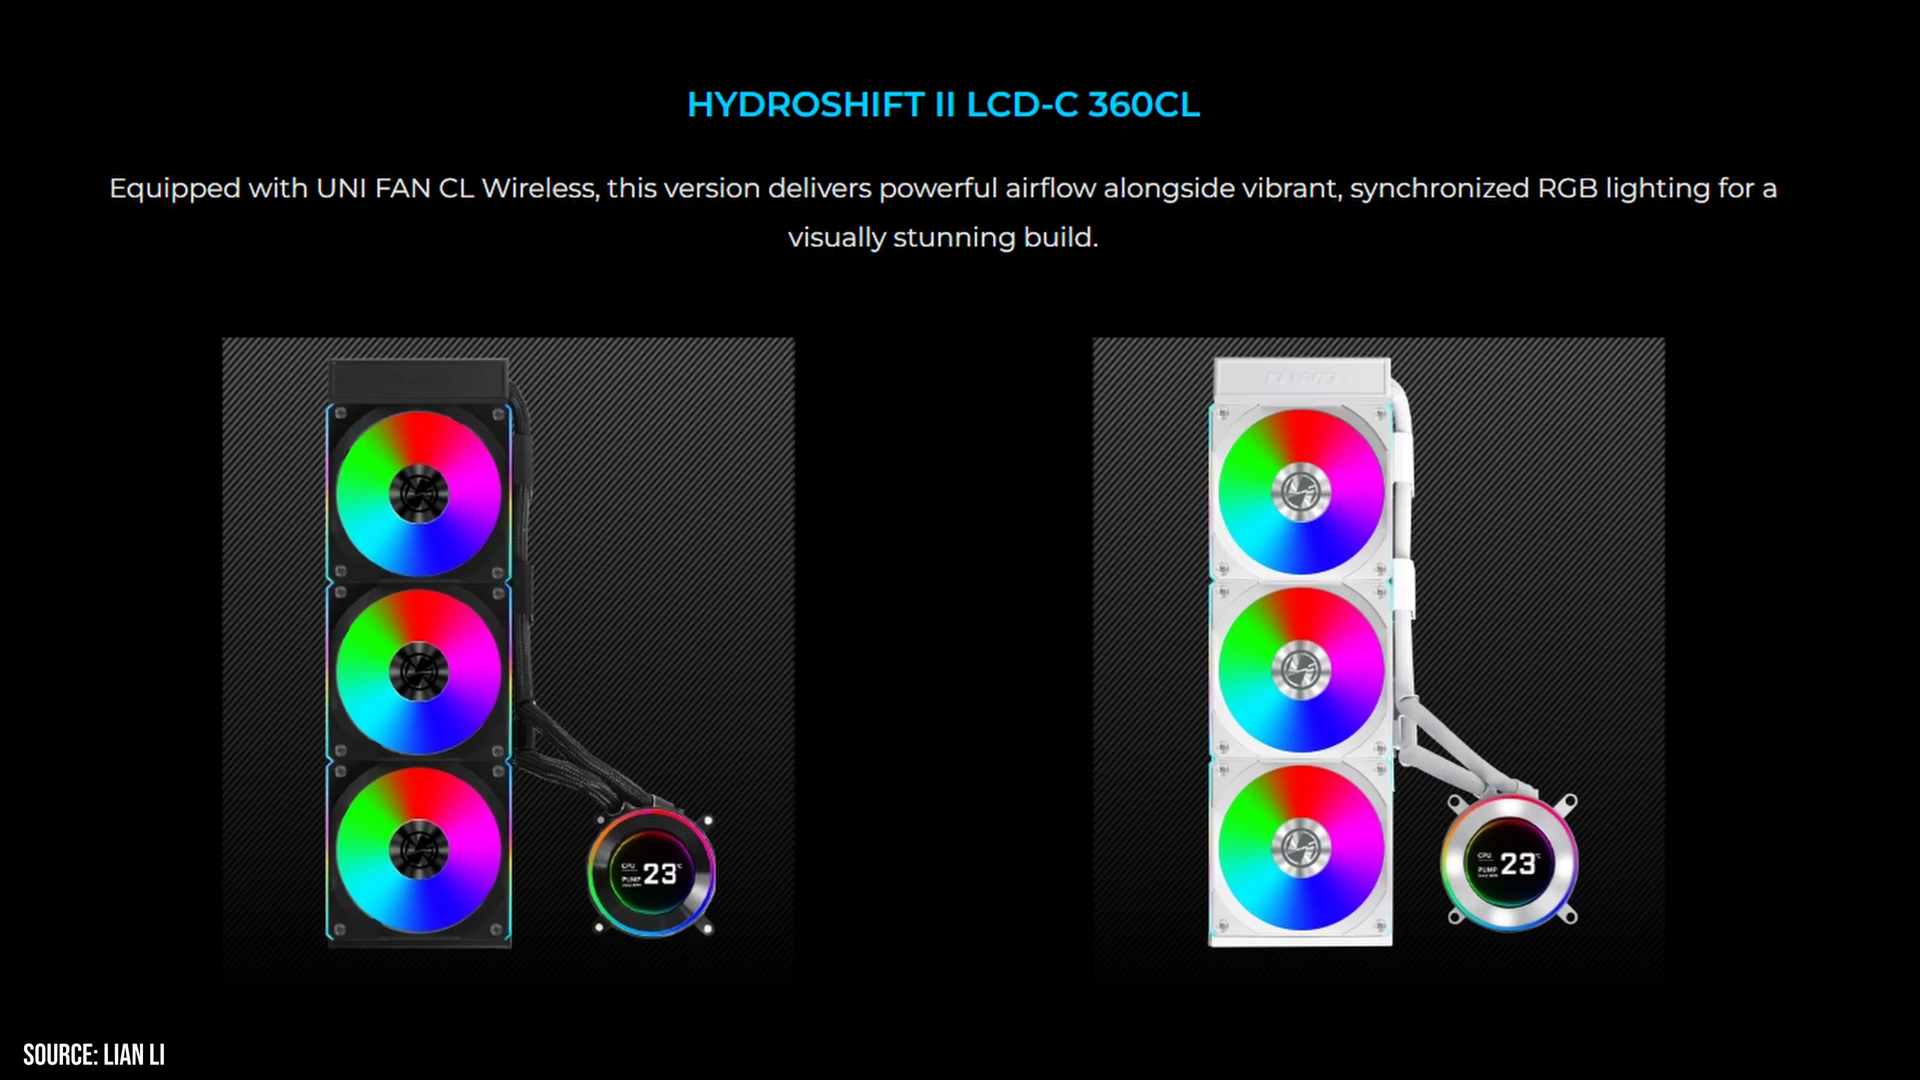 HYDROSHIFT II LCD-C 360CL
Equipped with UNI FAN CL Wireless, this version delivers powerful airflow alongside vibrant, synchronized RGB lighting for a
visually stunning build.
CPU
23°C
PUMP
CPU
23°C
PUMP
SOURCE: LIAN LI